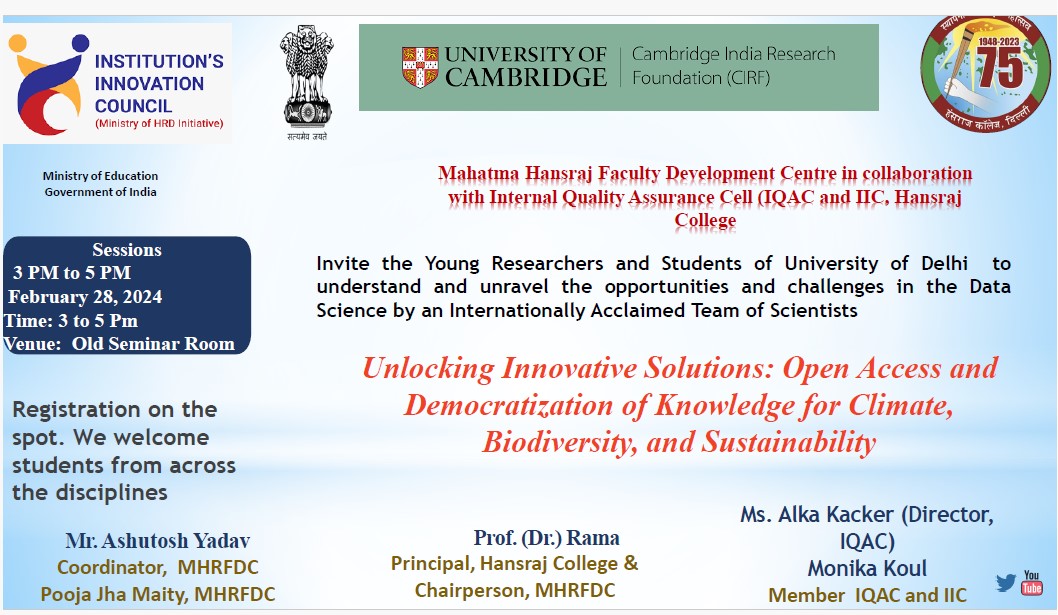 INSTITUTION'S
INNOVATION
COUNCIL
(Ministry of HRD Initiative)
सत्यमेव जयते
UNIVERSITY OF
CAMBRIDGE
Cambridge India Research
Foundation (CIRF)
1948-2023
75
हंसराज कॉलेज, दिल्ली
Ministry of Education
Government of India
Mahatma Hansraj Faculty Development Centre in collaboration
with Internal Quality Assurance Cell (IQAC and IIC, Hansraj
College
Sessions
3 PM to 5 PM
February 28, 2024
Time: 3 to 5 Pm
Venue: Old Seminar Room
Invite the Young Researchers and Students of University of Delhi to
understand and unravel the opportunities and challenges in the Data
Science by an Internationally Acclaimed Team of Scientists
Unlocking Innovative Solutions: Open Access and
Democratization of Knowledge for Climate,
Biodiversity, and Sustainability
Registration on the
spot. We welcome
students from across
the disciplines
Mr. Ashutosh Yadav
Coordinator, MHRFDC
Pooja Jha Maity, MHRFDC
Prof. (Dr.) Rama
Principal, Hansraj College &
Chairperson, MHRFDC
Ms. Alka Kacker (Director,
IQAC)
Monika Koul
Member IQAC and IIC
You
Tube